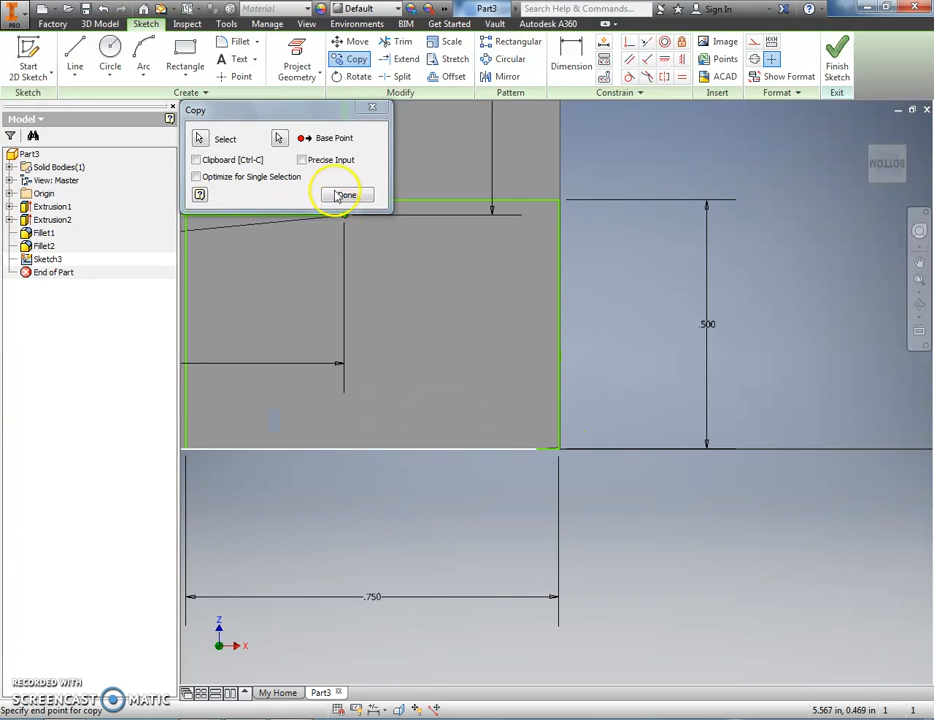 PRO
Material
Default
Part3
Search Help & Commands...
Sign In
Factory 3D Model Sketch Inspect Tools Manage View Environments BIM Get Started Vault Autodesk A360
Start
2D Sketch
Line
Circle
Arc
Rectangle
Fillet
Text
Point
Project
Geometry
Move
Copy
Rotate
Trim
Extend
Split
Scale
Stretch
Offset
Rectangular
Circular
Mirror
Dimension
Image
Points
ACAD
Show Format
Finish
Sketch
Sketch Create Modify Pattern Constrain Insert Format Exit
Model
Part3
Solid Bodies(1)
View: Master
Origin
Extrusion1
Extrusion2
Fillet1
Fillet2
Sketch3
End of Part
Copy
Select
Base Point
Clipboard [Ctrl-C]
Precise Input
Optimize for Single Selection
Done
BOTTOM
.500
.750
Z
X
My Home
Part3
RECORDED WITH
SCREENCAST MATIC
Specify end point for copy
5.567 in, 0.469 in 1 1